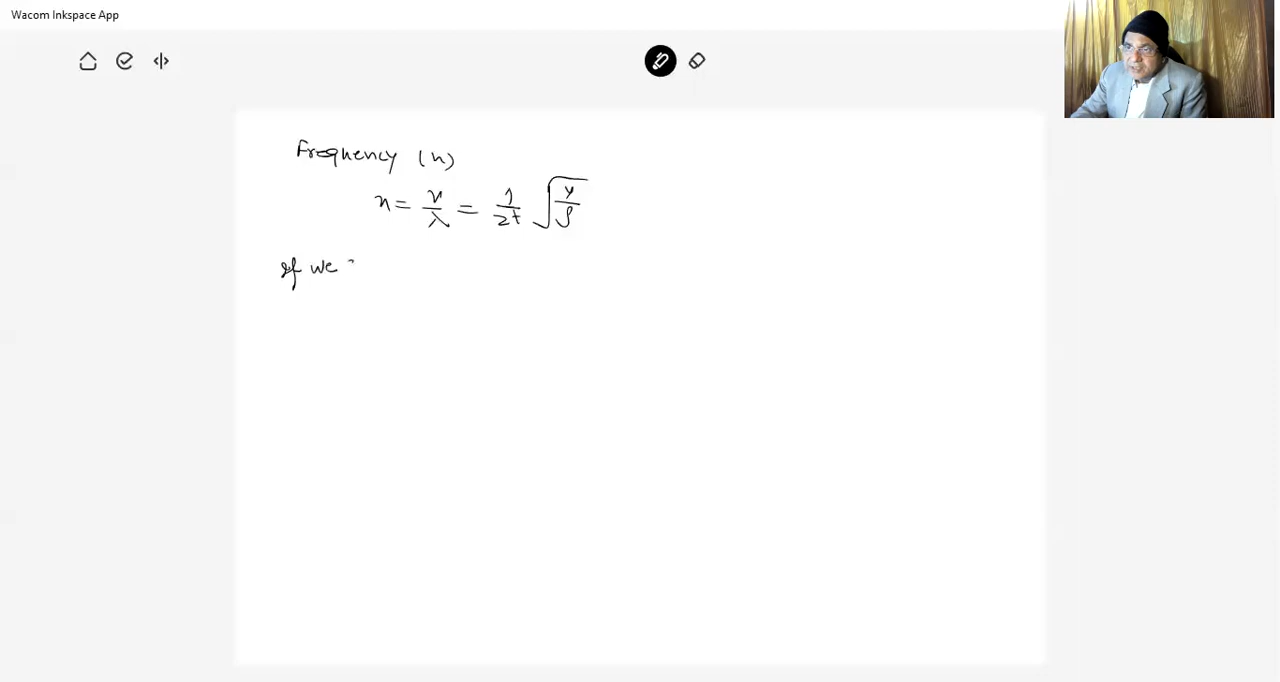 Wacom Inkspace App
Frequency (n)
n = v/λ = 1/2t √(Y/ρ)
If we